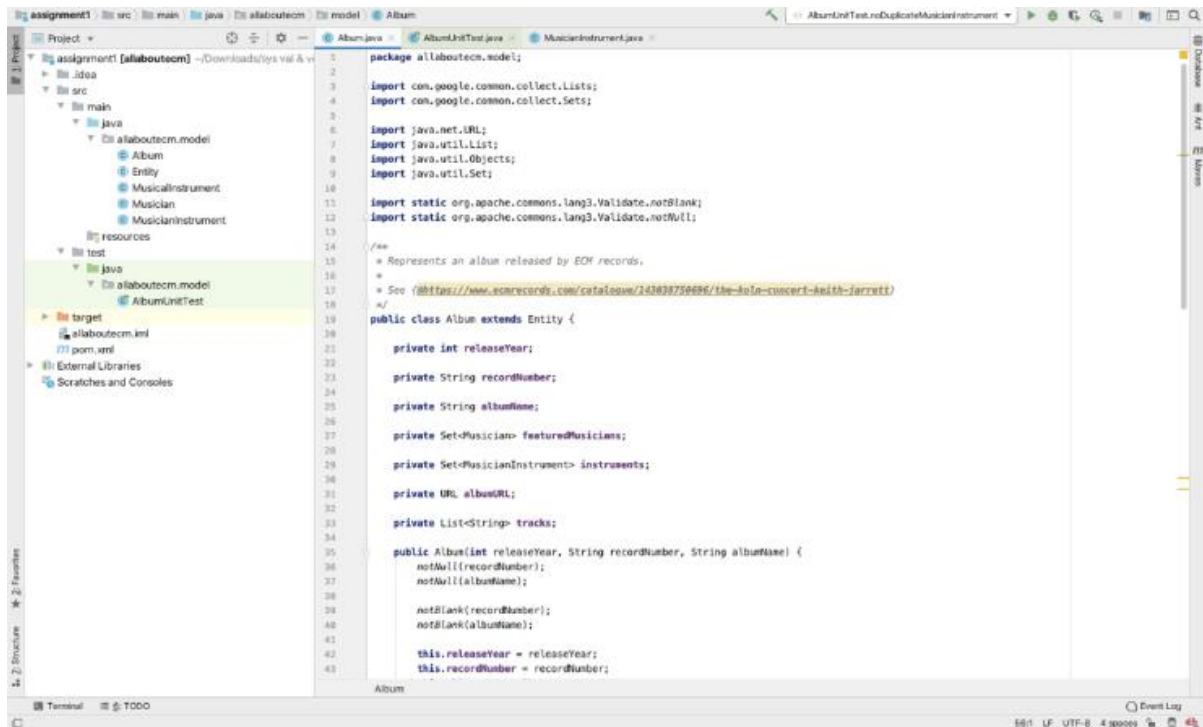 assignment1 src main java allaboutecm model Album
AlbumUnitTest.noDuplicateMusicianInstrument
1: Project
Project
Album.java
AlbumUnitTest.java
MusicianInstrument.java
assignment1 [allaboutecm] ~/Downloads/sys val & v
.idea
src
main
java
allaboutecm.model
Album
Entity
MusicalInstrument
Musician
MusicianInstrument
resources
test
java
allaboutecm.model
AlbumUnitTest
target
allaboutecm.iml
pom.xml
External Libraries
Scratches and Consoles
1 package allaboutecm.model;
2
3 import com.google.common.collect.Lists;
4 import com.google.common.collect.Sets;
5
6 import java.net.URL;
7 import java.util.List;
8 import java.util.Objects;
9 import java.util.Set;
10
11 import static org.apache.commons.lang3.Validate.notBlank;
12 import static org.apache.commons.lang3.Validate.notNull;
13
14 /**
15 * Represents an album released by ECM records.
16 *
17 * See {@https://www.ecmrecords.com/catalogue/143038750696/the-koln-concert-keith-jarrett}
18 */
19 public class Album extends Entity {
20
21 private int releaseYear;
22
23 private String recordNumber;
24
25 private String albumName;
26
27 private Set<Musician> featuredMusicians;
28
29 private Set<MusicianInstrument> instruments;
30
31 private URL albumURL;
32
33 private List<String> tracks;
34
35 public Album(int releaseYear, String recordNumber, String albumName) {
36 notNull(recordNumber);
37 notNull(albumName);
38
39 notBlank(recordNumber);
40 notBlank(albumName);
41
42 this.releaseYear = releaseYear;
43 this.recordNumber = recordNumber;
Album
Database
Ant
m Maven
2: Favorites
2: Structure
Terminal
6: TODO
Event Log
56:1 LF UTF-8 4 spaces